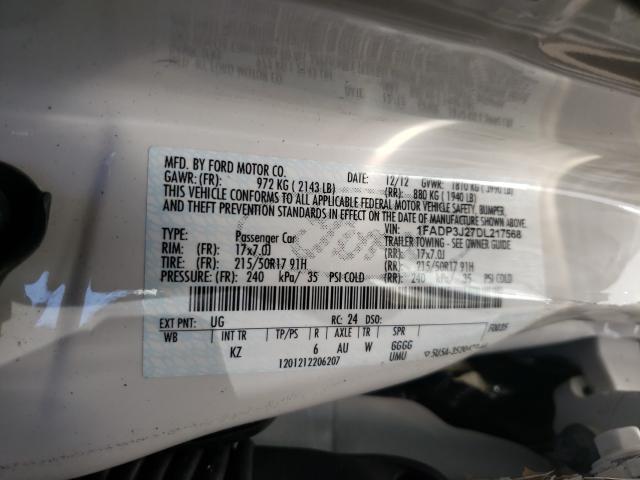 MFD. BY FORD MOTOR CO.
DATE: 12/12 GVWR: 1810 KG ( 3990 LB)
GAWR: (FR): 972 KG ( 2143 LB) (RR): 880 KG ( 1940 LB)
THIS VEHICLE CONFORMS TO ALL APPLICABLE FEDERAL MOTOR VEHICLE SAFETY, BUMPER
AND THEFT PREVENTION STANDARDS IN EFFECT ON THE DATE OF MANUFACTURE SHOWN ABOVE.
VIN: 1FADP3J27DL217568
TYPE: Passenger Car TRAILER TOWING - SEE OWNER GUIDE
RIM: (FR): 17x7.0J (RR): 17x7.0J
TIRE: (FR): 215/50R17 91H (RR): 215/50R17 91H
PRESSURE: (FR): 240 kPa/ 35 PSI COLD (RR): 240 kPa/ 35 PSI COLD
EXT PNT: UG RC: 24 DSO:
WB INT TR TP/PS R AXLE TR SPR
KZ 6 AU W GGGG
UMU
1201212206207